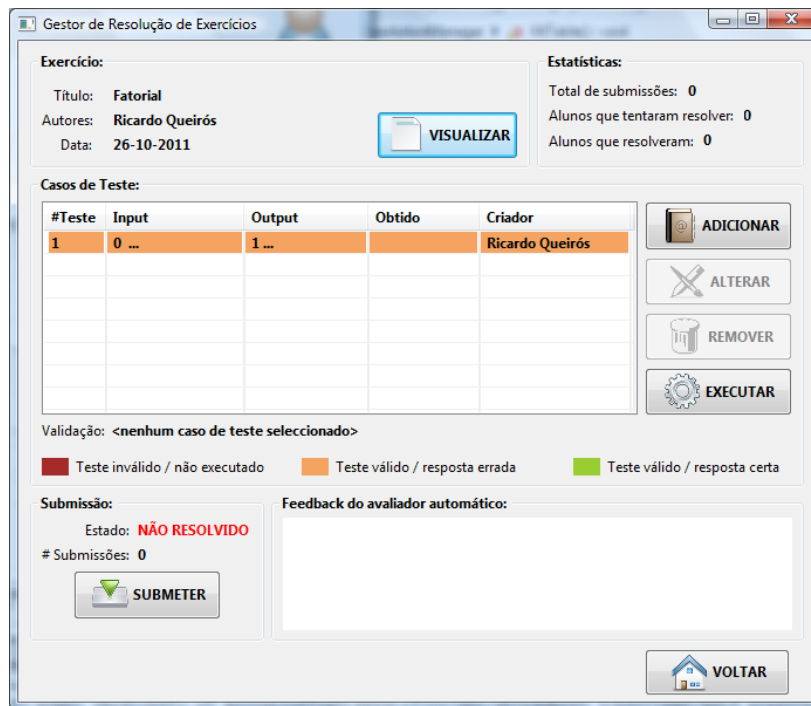 Gestor de Resolução de Exercícios
Exercício:
Título: Fatorial
Autores: Ricardo Queirós
Data: 26-10-2011
VISUALIZAR
Estatísticas:
Total de submissões: 0
Alunos que tentaram resolver: 0
Alunos que resolveram: 0
Casos de Teste:
#Teste Input Output Obtido Criador
1 0 ... 1 ... Ricardo Queirós
ADICIONAR
ALTERAR
REMOVER
EXECUTAR
Validação: <nenhum caso de teste seleccionado>
Teste inválido / não executado Teste válido / resposta errada Teste válido / resposta certa
Submissão:
Estado: NÃO RESOLVIDO
# Submissões: 0
SUBMETER
Feedback do avaliador automático:
VOLTAR